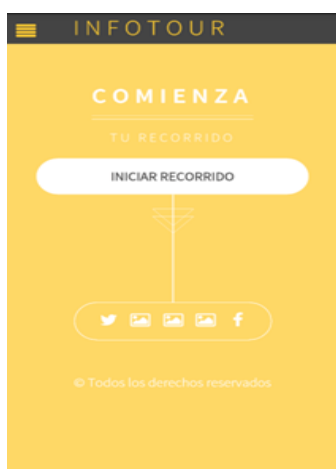 INFOTOUR
COMIENZA
TU RECORRIDO
INICIAR RECORRIDO
© Todos los derechos reservados